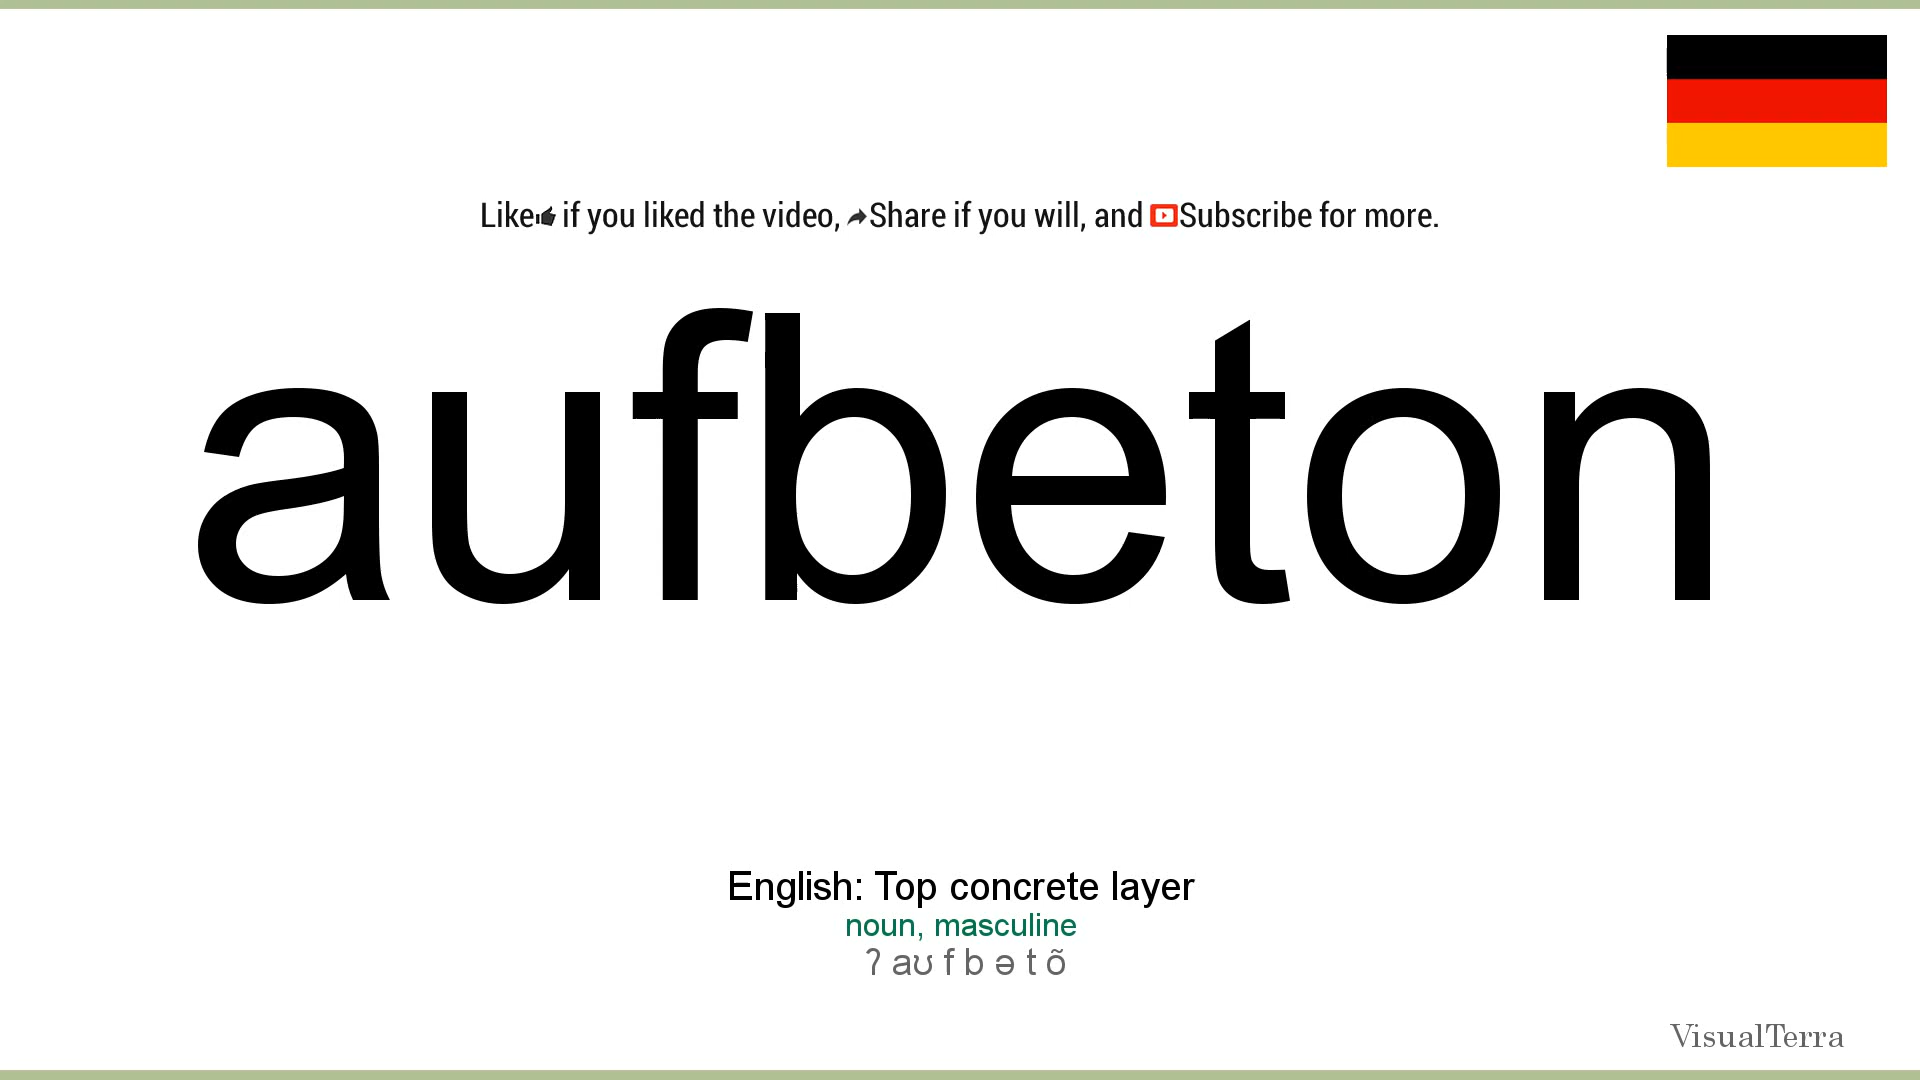 Like if you liked the video, Share if you will, and Subscribe for more.
aufbeton
English: Top concrete layer
noun, masculine
ʔ aʊ f b ə t õ
VisualTerra